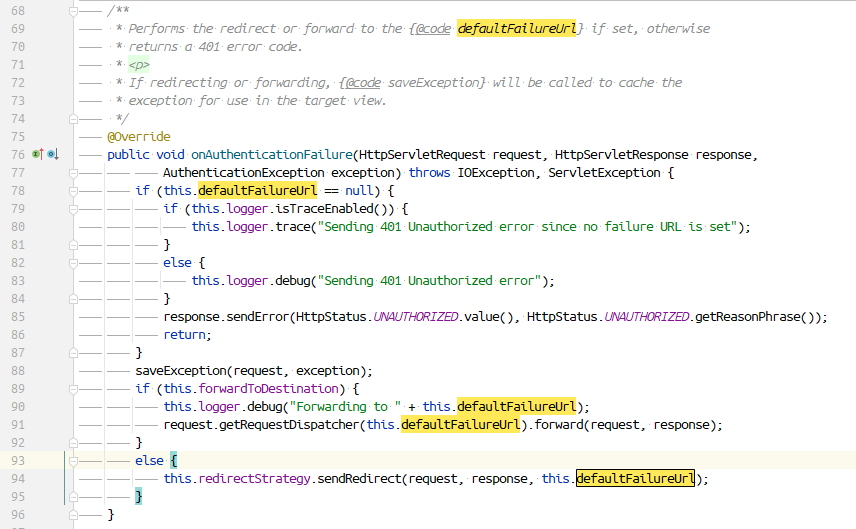 68 /**
69 * Performs the redirect or forward to the {@code defaultFailureUrl} if set, otherwise
70 * returns a 401 error code.
71 * <p>
72 * If redirecting or forwarding, {@code saveException} will be called to cache the
73 * exception for use in the target view.
74 */
75 @Override
76 public void onAuthenticationFailure(HttpServletRequest request, HttpServletResponse response,
77 AuthenticationException exception) throws IOException, ServletException {
78 if (this.defaultFailureUrl == null) {
79 if (this.logger.isTraceEnabled()) {
80 this.logger.trace("Sending 401 Unauthorized error since no failure URL is set");
81 }
82 else {
83 this.logger.debug("Sending 401 Unauthorized error");
84 }
85 response.sendError(HttpStatus.UNAUTHORIZED.value(), HttpStatus.UNAUTHORIZED.getReasonPhrase());
86 return;
87 }
88 saveException(request, exception);
89 if (this.forwardToDestination) {
90 this.logger.debug("Forwarding to " + this.defaultFailureUrl);
91 request.getRequestDispatcher(this.defaultFailureUrl).forward(request, response);
92 }
93 else {
94 this.redirectStrategy.sendRedirect(request, response, this.defaultFailureUrl);
95 }
96 }